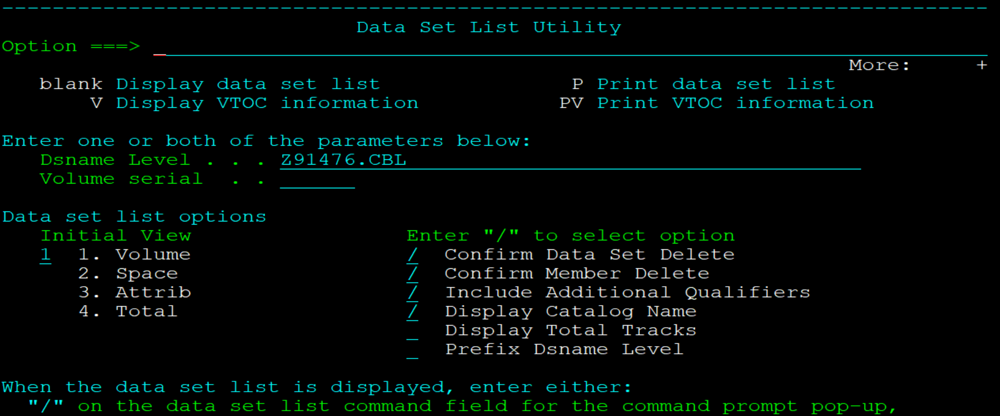 Data Set List Utility
Option ===> _
More:     +
blank Display data set list               P Print data set list
V Display VTOC information           PV Print VTOC information
Enter one or both of the parameters below:
Dsname Level . . . Z91476.CBL
Volume serial  . .
Data set list options
Initial View                 Enter "/" to select option
1  1. Volume                 /  Confirm Data Set Delete
2. Space                  /  Confirm Member Delete
3. Attrib                 /  Include Additional Qualifiers
4. Total                  /  Display Catalog Name
_  Display Total Tracks
_  Prefix Dsname Level
When the data set list is displayed, enter either:
"/" on the data set list command field for the command prompt pop-up,